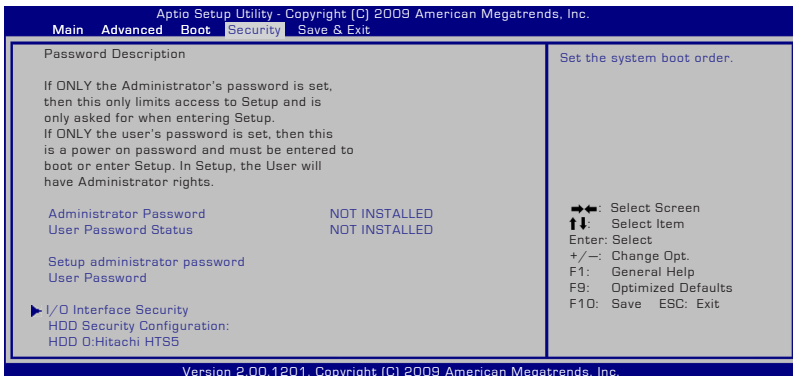 Aptio Setup Utility - Copyright (C) 2009 American Megatrends, Inc.
Main Advanced Boot Security Save & Exit
Password Description
If ONLY the Administrator's password is set,
then this only limits access to Setup and is
only asked for when entering Setup.
If ONLY the user's password is set, then this
is a power on password and must be entered to
boot or enter Setup. In Setup, the User will
have Administrator rights.
Administrator Password NOT INSTALLED
User Password Status NOT INSTALLED
Setup administrator password
User Password
I/O Interface Security
HDD Security Configuration:
HDD 0:Hitachi HTS5
Set the system boot order.
→←: Select Screen
↑↓: Select Item
Enter: Select
+/—: Change Opt.
F1: General Help
F9: Optimized Defaults
F10: Save ESC: Exit
Version 2.00.1201. Copyright (C) 2009 American Megatrends, Inc.